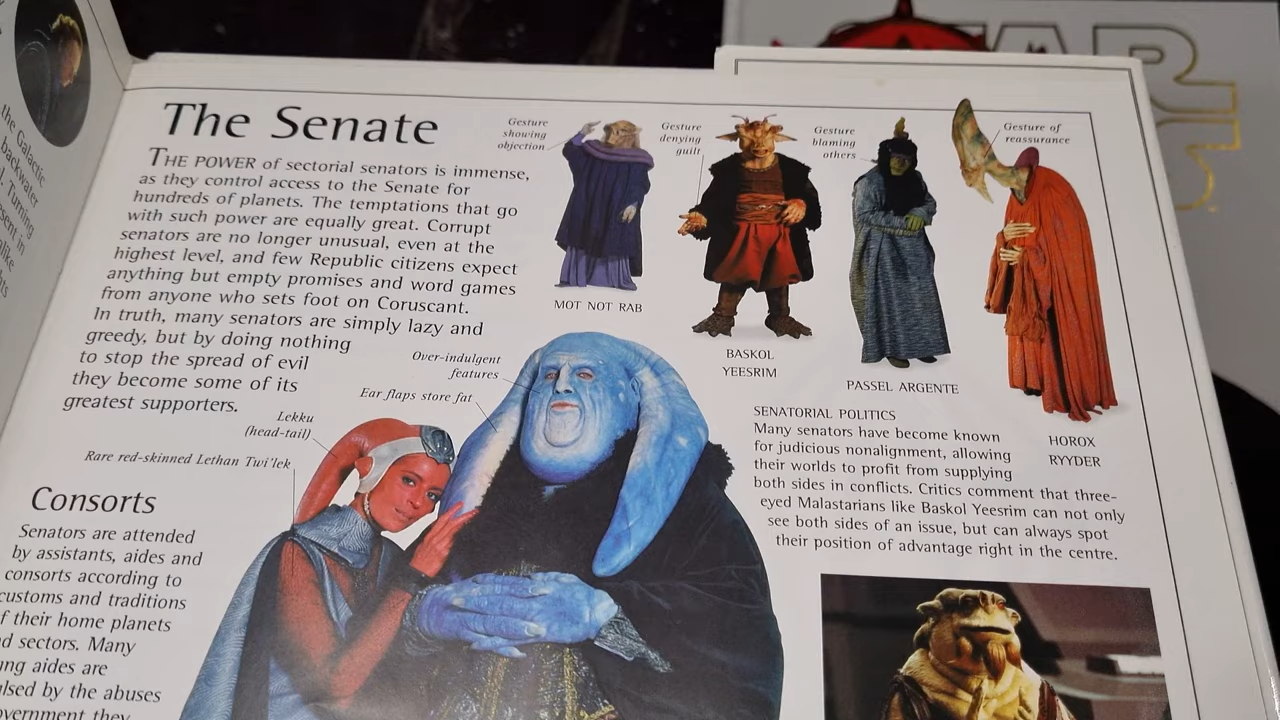 the Galactic
backwater
Turning
The Senate
THE POWER of sectorial senators is immense,
as they control access to the Senate for
hundreds of planets. The temptations that go
with such power are equally great. Corrupt
senators are no longer unusual, even at the
highest level, and few Republic citizens expect
anything but empty promises and word games
from anyone who sets foot on Coruscant.
In truth, many senators are simply lazy and
greedy, but by doing nothing
to stop the spread of evil
they become some of its
greatest supporters.
Gesture
showing
objection
MOT NOT RAB
Gesture
denying
guilt
BASKOL
YEESRIM
Gesture
blaming
others
PASSEL ARGENTE
Gesture of
reassurance
HOROX
RYYDER
Over-indulgent
features
Ear flaps store fat
Lekku
(head-tail)
Rare red-skinned Lethan Twi'lek
SENATORIAL POLITICS
Many senators have become known
for judicious nonalignment, allowing
their worlds to profit from supplying
both sides in conflicts. Critics comment that three-
eyed Malastarians like Baskol Yeesrim can not only
see both sides of an issue, but can always spot
their position of advantage right in the centre.
Consorts
Senators are attended
by assistants, aides and
consorts according to
customs and traditions
f their home planets
d sectors. Many
ng aides are
lsed by the abuses
vernment they